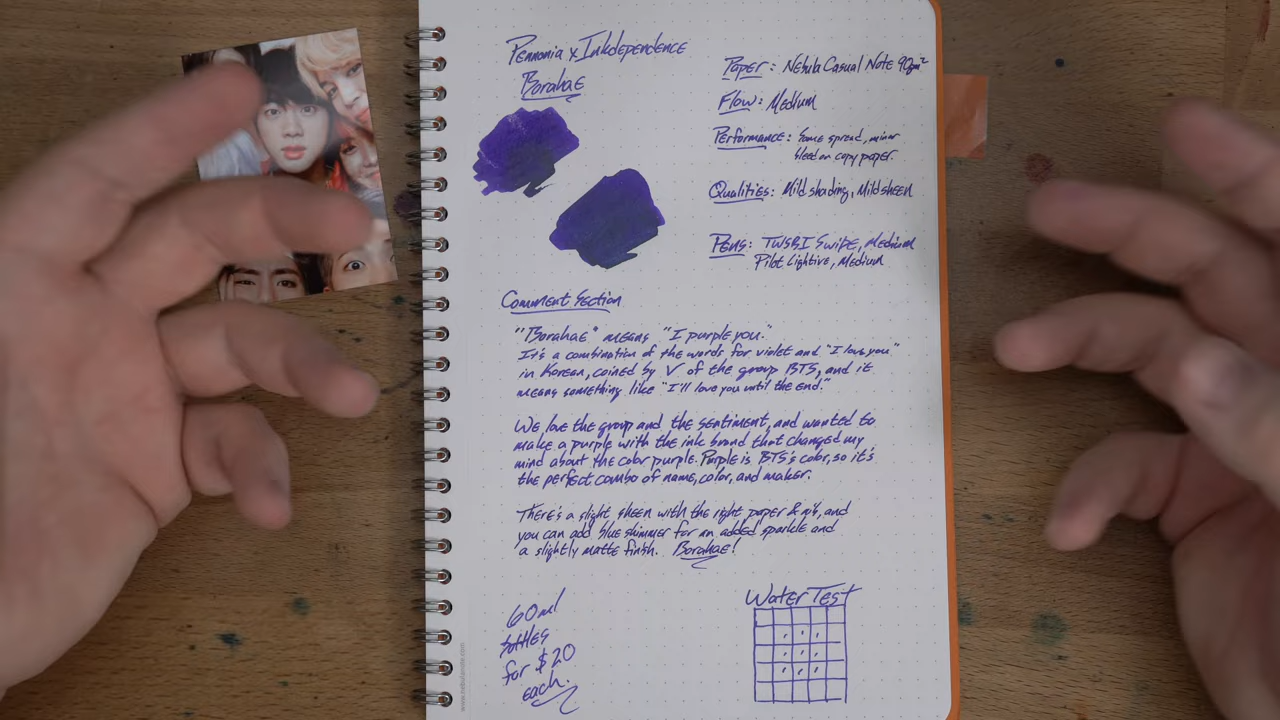 Pennonia x Inkdependence
Borahae
Paper: Nebula Casual Note 90g/m²
Flow: Medium
Performance: Some spread, minor
bleed on copy paper.
Qualities: Mild shading, Mild sheen
Pens: TWSBI Swipe, Medium
Pilot Lightive, Medium
Comment Section
"Borahae" means "I purple you."
It's a combination of the words for violet and "I love you"
in Korean, coined by V of the group BTS, and it
means something like "I'll love you until the end."
We love the group and the sentiment, and wanted to
make a purple with the ink brand that changed my
mind about the color purple. Purple is BTS's color, so it's
the perfect combo of name, color, and maker.
There's a slight sheen with the right paper & nib, and
you can add blue shimmer for an added sparkle and
a slightly matte finish. Borahae!
60ml
bottles
for $20
each.
Water Test